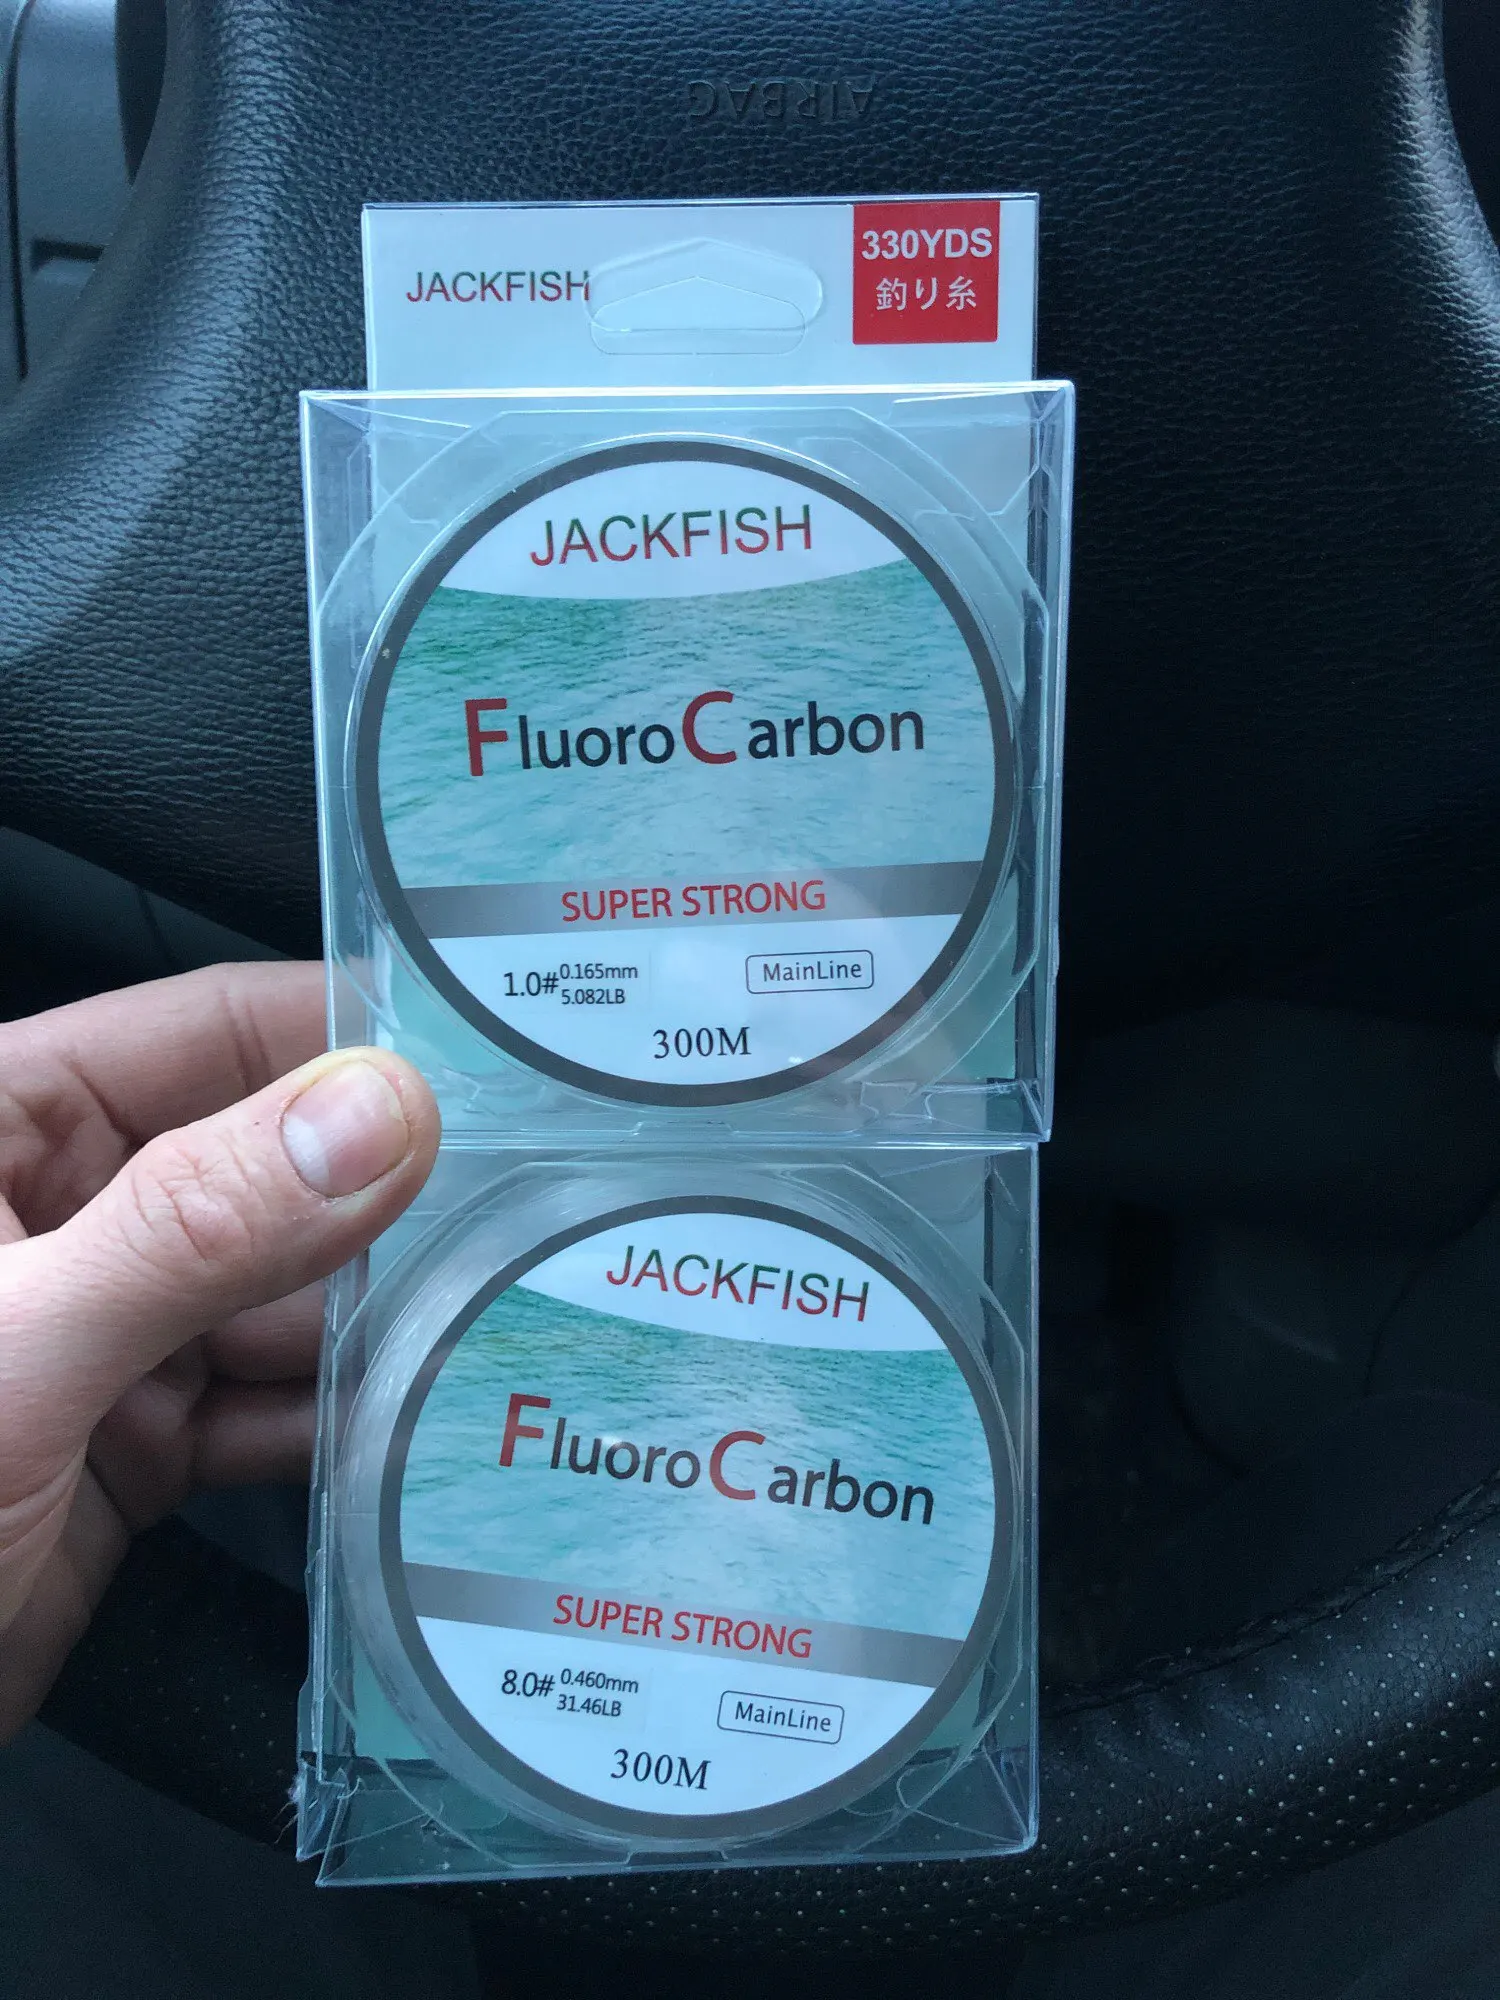 AIRBAG
JACKFISH
330YDS
釣り糸
JACKFISH
FluoroCarbon
SUPER STRONG
1.0# 0.165mm
5.082LB
MainLine
300M
JACKFISH
FluoroCarbon
SUPER STRONG
8.0# 0.460mm
31.46LB
MainLine
300M